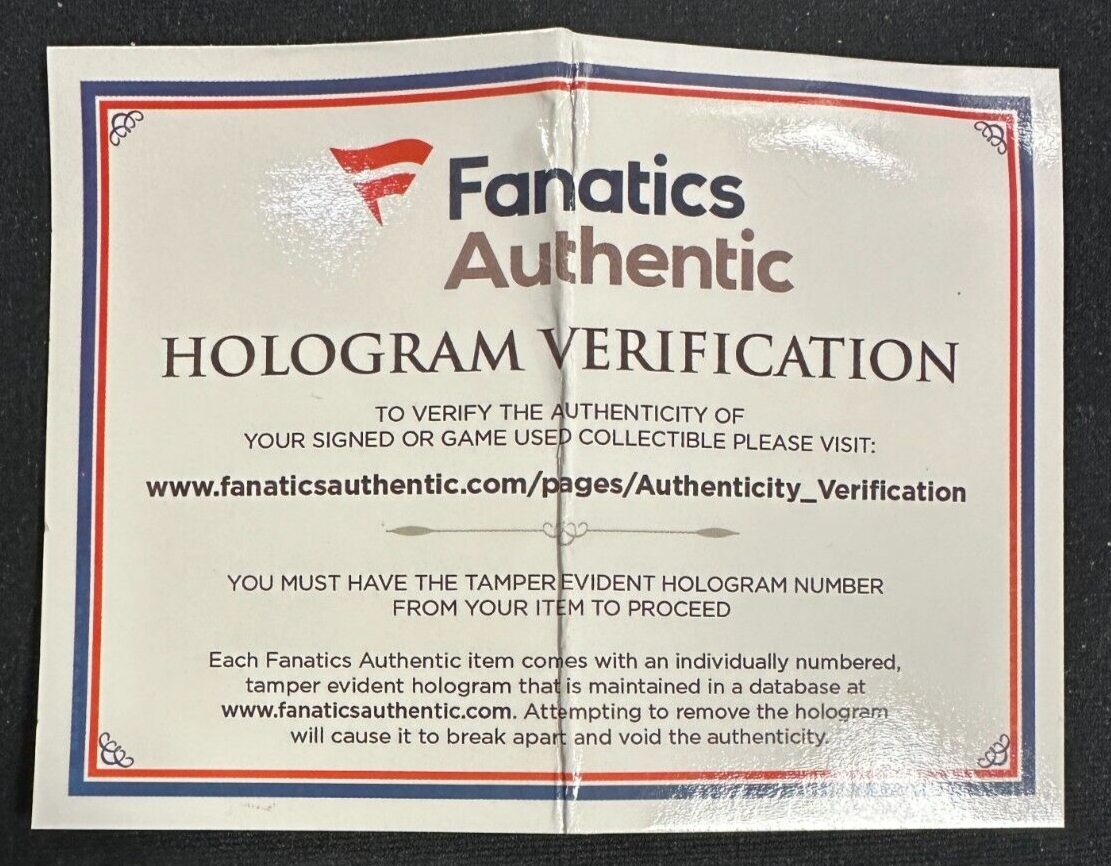 Fanatics
Authentic
HOLOGRAM VERIFICATION
TO VERIFY THE AUTHENTICITY OF
YOUR SIGNED OR GAME USED COLLECTIBLE PLEASE VISIT:
www.fanaticsauthentic.com/pages/Authenticity_Verification
YOU MUST HAVE THE TAMPER EVIDENT HOLOGRAM NUMBER
FROM YOUR ITEM TO PROCEED
Each Fanatics Authentic item comes with an individually numbered,
tamper evident hologram that is maintained in a database at
www.fanaticsauthentic.com. Attempting to remove the hologram
will cause it to break apart and void the authenticity.